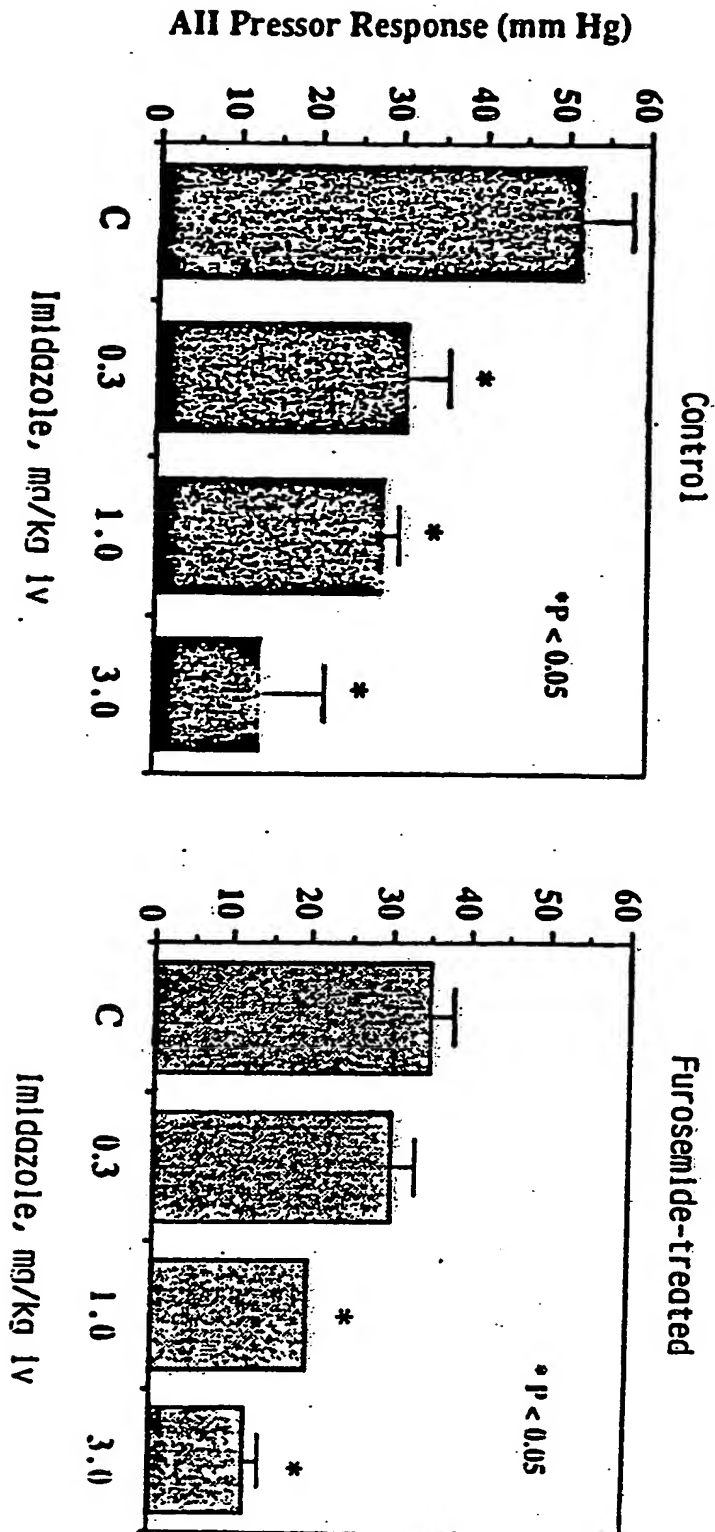 Control
AII Pressor Response (mm Hg)
60
50
40
30
20
10
0
*P < 0.05
*
*
*
C 0.3 1.0 3.0
Imidazole, mg/kg iv
Furosemide-treated
60
50
40
30
20
10
0
* P < 0.05
*
*
C 0.3 1.0 3.0
Imidazole, mg/kg iv